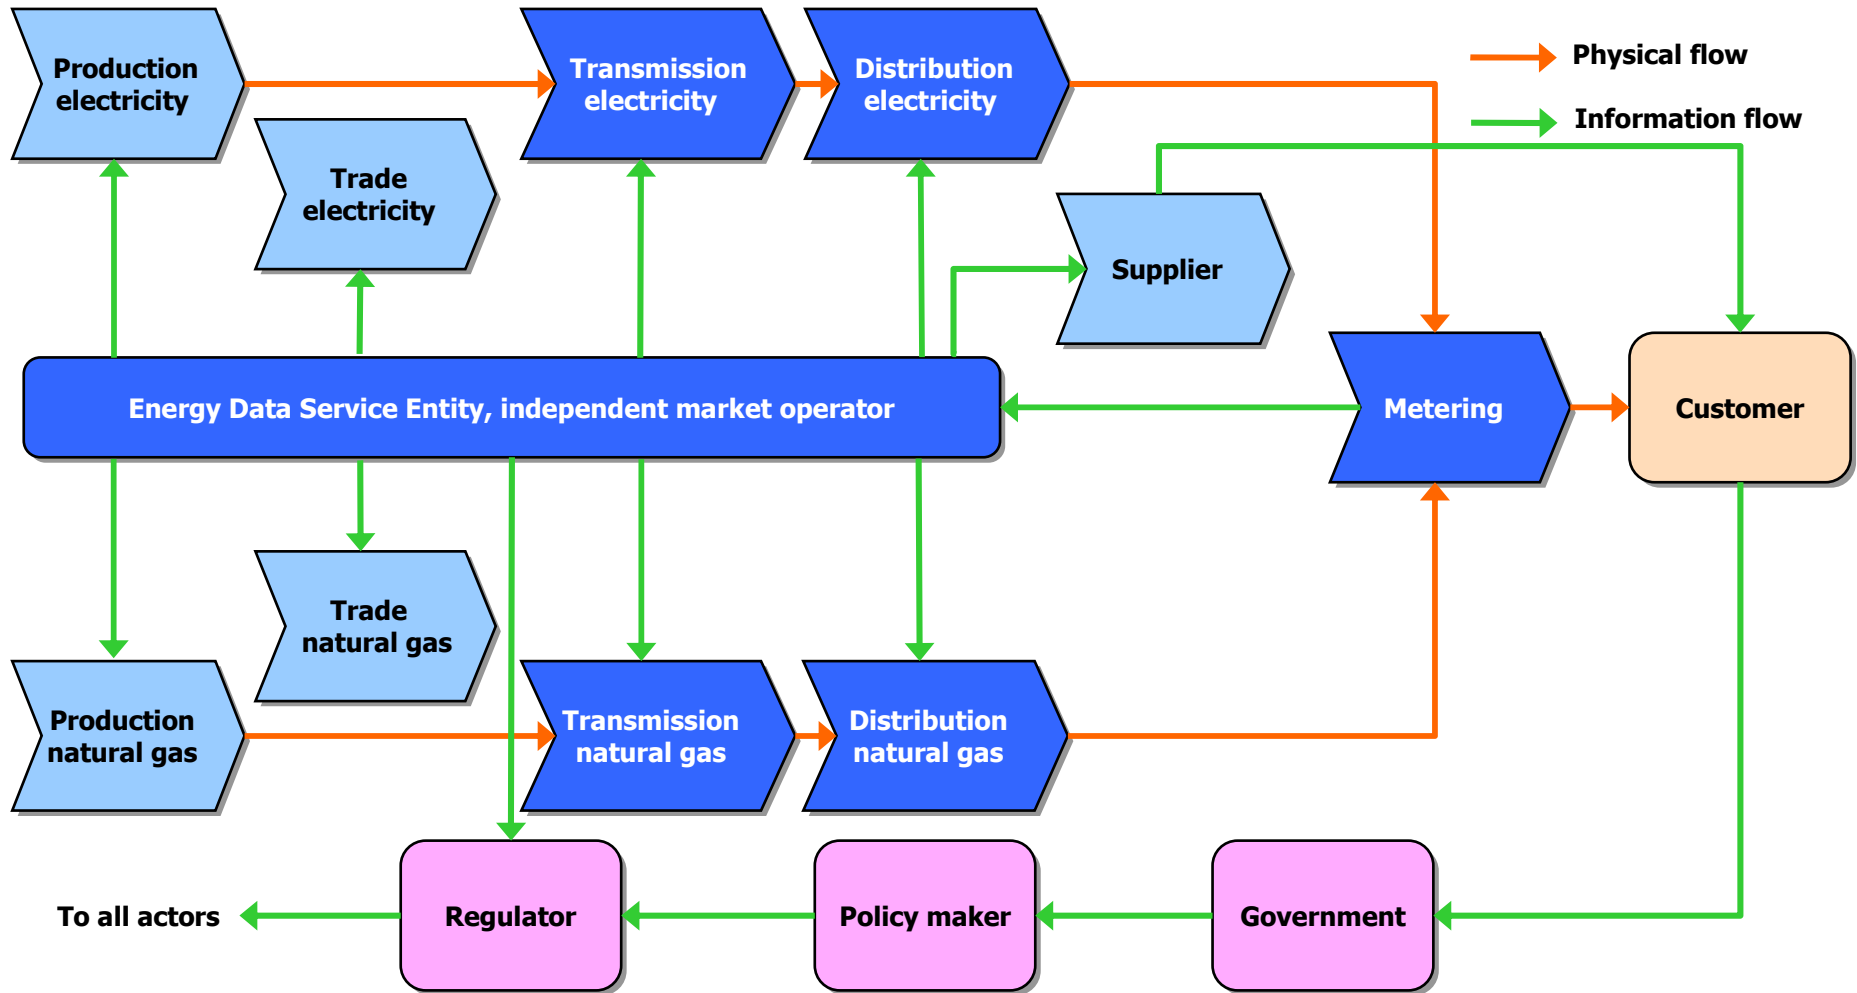 Production
electricity
Transmission
electricity
Distribution
electricity
Physical flow
Information flow
Trade
electricity
Supplier
Energy Data Service Entity, independent market operator
Metering
Customer
Trade
natural gas
Production
natural gas
Transmission
natural gas
Distribution
natural gas
To all actors
Regulator
Policy maker
Government